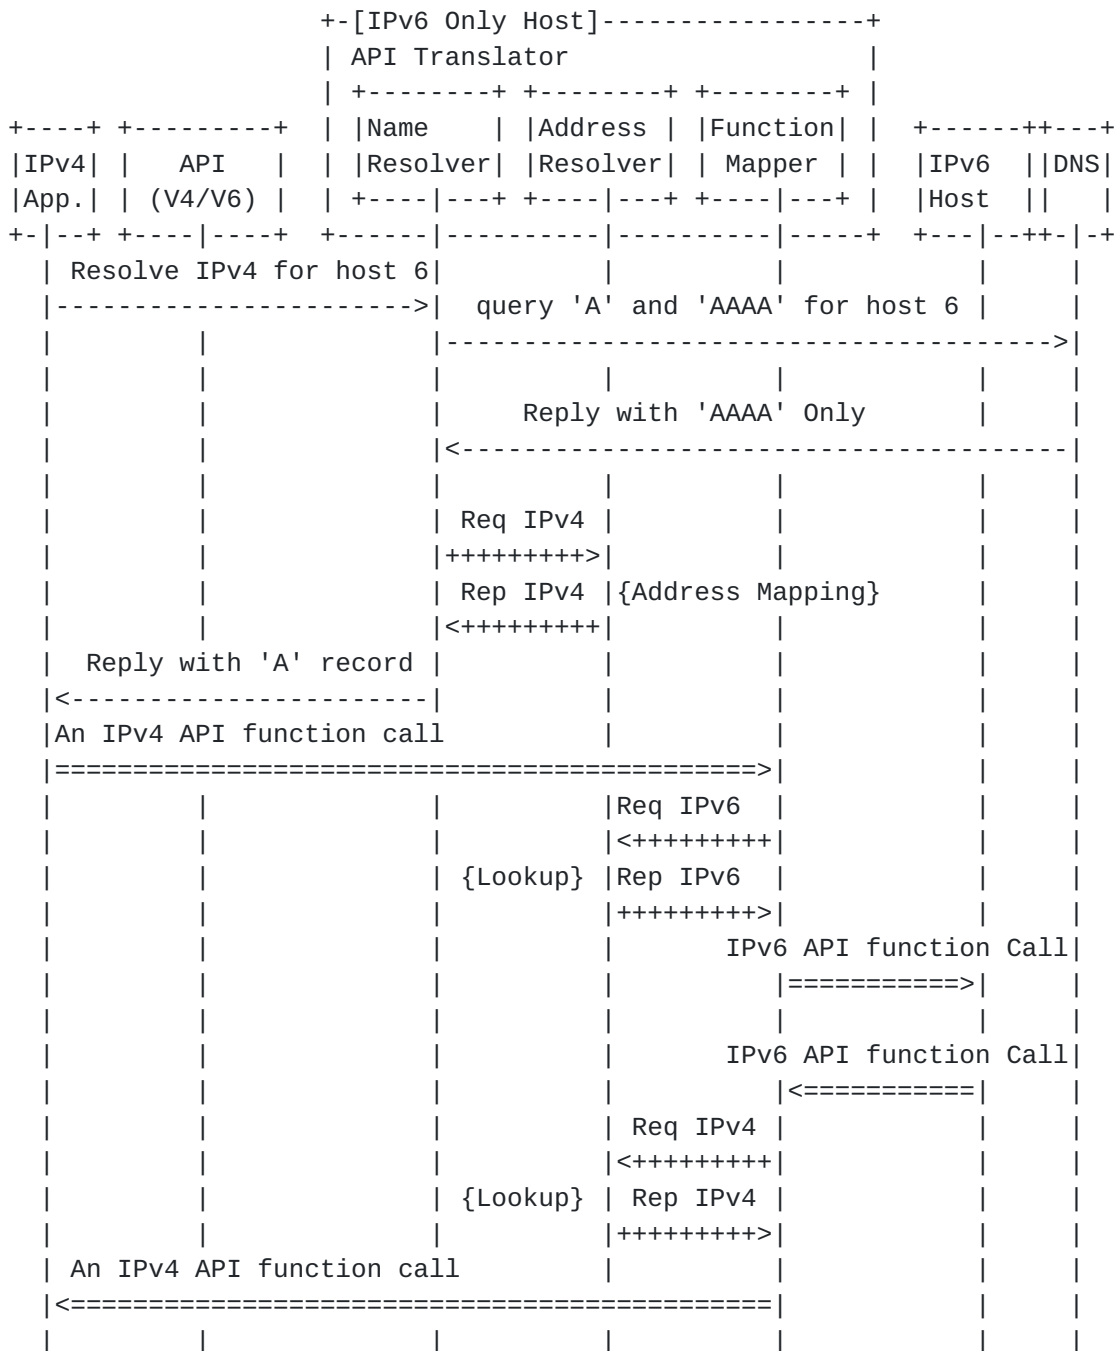 +-[IPv6 Only Host]-----------------+
| API Translator                   |
| +--------+ +--------+ +--------+ |
+----+ +---------+  | |Name    | |Address | |Function| |  +------++---+
|IPv4| |   API   |  | |Resolver| |Resolver| | Mapper | |  |IPv6  ||DNS|
|App.| | (V4/V6) |  | +----|---+ +----|---+ +----|---+ |  |Host  ||   |
+-|--+ +----|----+  +------|----------|----------|-----+  +---|--++-|-+
| Resolve IPv4 for host 6|          |          |            |     |
|----------------------->|  query 'A' and 'AAAA' for host 6 |     |
|         |              |--------------------------------------->|
|         |              |          |          |            |     |
|         |              |     Reply with 'AAAA' Only       |     |
|         |              |<---------------------------------------|
|         |              |          |          |            |     |
|         |              | Req IPv4 |          |            |     |
|         |              |+++++++++>|          |            |     |
|         |              | Rep IPv4 |{Address Mapping}      |     |
|         |              |<+++++++++|          |            |     |
|  Reply with 'A' record |          |          |            |     |
|<-----------------------|          |          |            |     |
|An IPv4 API function call          |          |            |     |
|============================================>|            |     |
|         |              |          |Req IPv6  |            |     |
|         |              |          |<+++++++++|            |     |
|         |              | {Lookup} |Rep IPv6  |            |     |
|         |              |          |+++++++++>|            |     |
|         |              |          |       IPv6 API function Call|
|         |              |          |          |===========>|     |
|         |              |          |          |            |     |
|         |              |          |       IPv6 API function Call|
|         |              |          |          |<===========|     |
|         |              |          | Req IPv4 |            |     |
|         |              |          |<+++++++++|            |     |
|         |              | {Lookup} | Rep IPv4 |            |     |
|         |              |          |+++++++++>|            |     |
| An IPv4 API function call         |          |            |     |
|<=============================================|            |     |
|         |              |          |          |            |     |